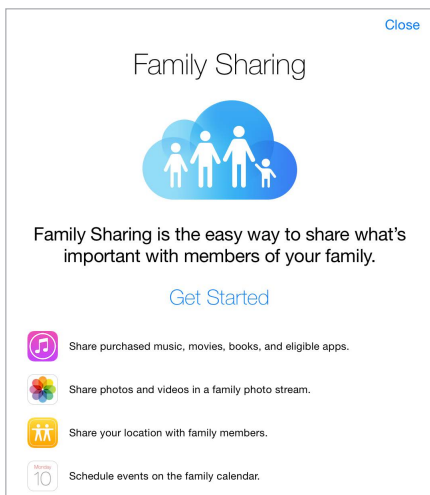 Close
Family Sharing
Family Sharing is the easy way to share what’s
important with members of your family.
Get Started
Share purchased music, movies, books, and eligible apps.
Share photos and videos in a family photo stream.
Share your location with family members.
Monday
10
Schedule events on the family calendar.